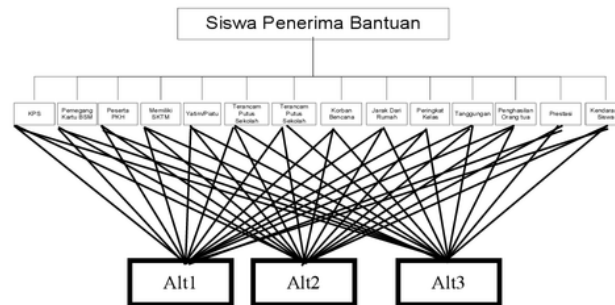 Siswa Penerima Bantuan
KPS
Pemegang
Kartu BSM
Peserta
PKH
Memiliki
SKTM
Yatim/Piatu
Terancam
Putus
Sekolah
Terancam
Putus
Sekolah
Korban
Bencana
Jarak Dari
Rumah
Peringkat
Kelas
Tanggungan
Penghasilan
Orang tua
Prestasi
Kendaraan
Siswa
Alt1
Alt2
Alt3